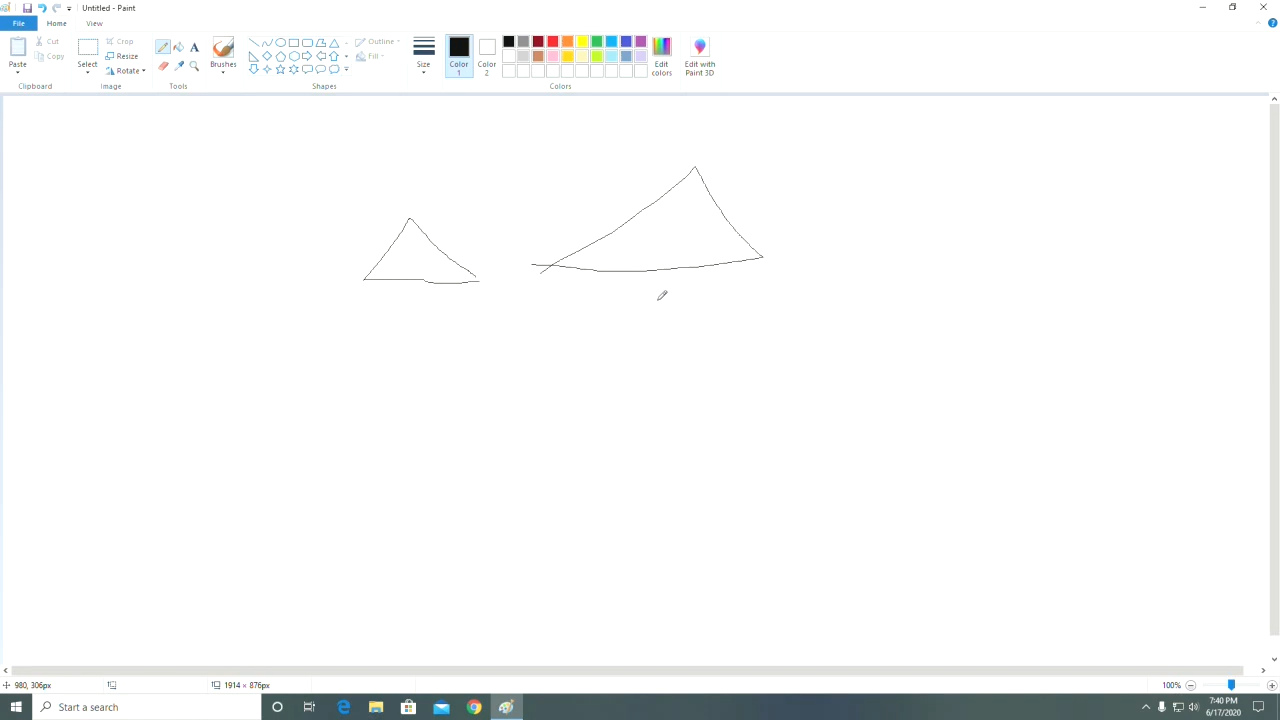 Untitled - Paint
File Home View
Paste
Cut
Copy
Clipboard
Select
Crop
Resize
Rotate
Image
A
Tools
Brushes
Outline
Fill
Shapes
Size
Color 1
Color 2
Edit colors
Edit with Paint 3D
Colors
980, 306px
1914 × 876px
100%
Start a search
7:40 PM
6/17/2020